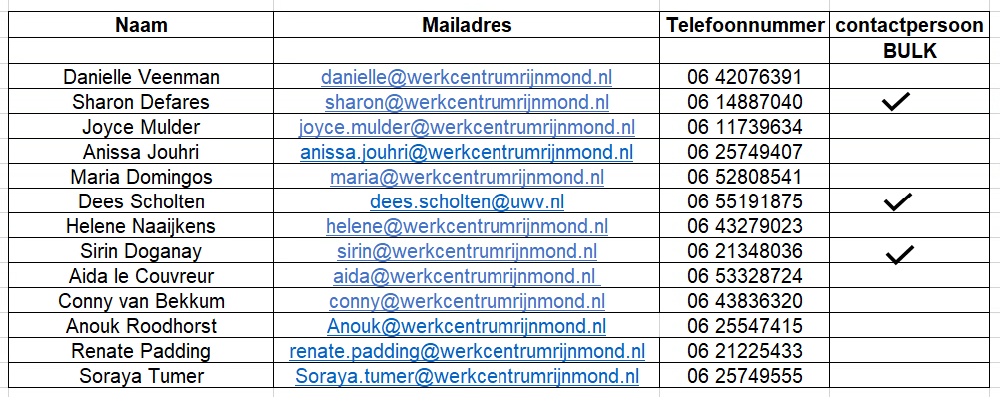 Naam Mailadres Telefoonnummer contactpersoon
BULK
Danielle Veenman danielle@werkcentrumrijnmond.nl 06 42076391
Sharon Defares sharon@werkcentrumrijnmond.nl 06 14887040 ✓
Joyce Mulder joyce.mulder@werkcentrumrijnmond.nl 06 11739634
Anissa Jouhri anissa.jouhri@werkcentrumrijnmond.nl 06 25749407
Maria Domingos maria@werkcentrumrijnmond.nl 06 52808541
Dees Scholten dees.scholten@uwv.nl 06 55191875 ✓
Helene Naaijkens helene@werkcentrumrijnmond.nl 06 43279023
Sirin Doganay sirin@werkcentrumrijnmond.nl 06 21348036 ✓
Aida le Couvreur aida@werkcentrumrijnmond.nl 06 53328724
Conny van Bekkum conny@werkcentrumrijnmond.nl 06 43836320
Anouk Roodhorst Anouk@werkcentrumrijnmond.nl 06 25547415
Renate Padding renate.padding@werkcentrumrijnmond.nl 06 21225433
Soraya Tumer Soraya.tumer@werkcentrumrijnmond.nl 06 25749555